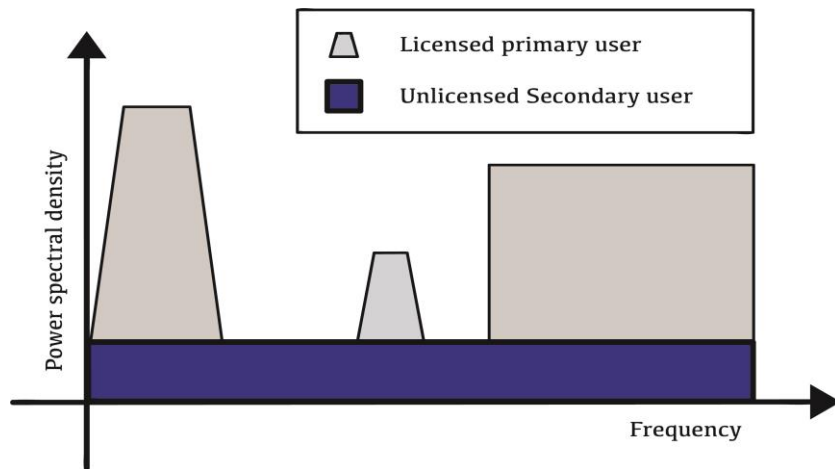 Licensed primary user
Unlicensed Secondary user
Power spectral density
Frequency